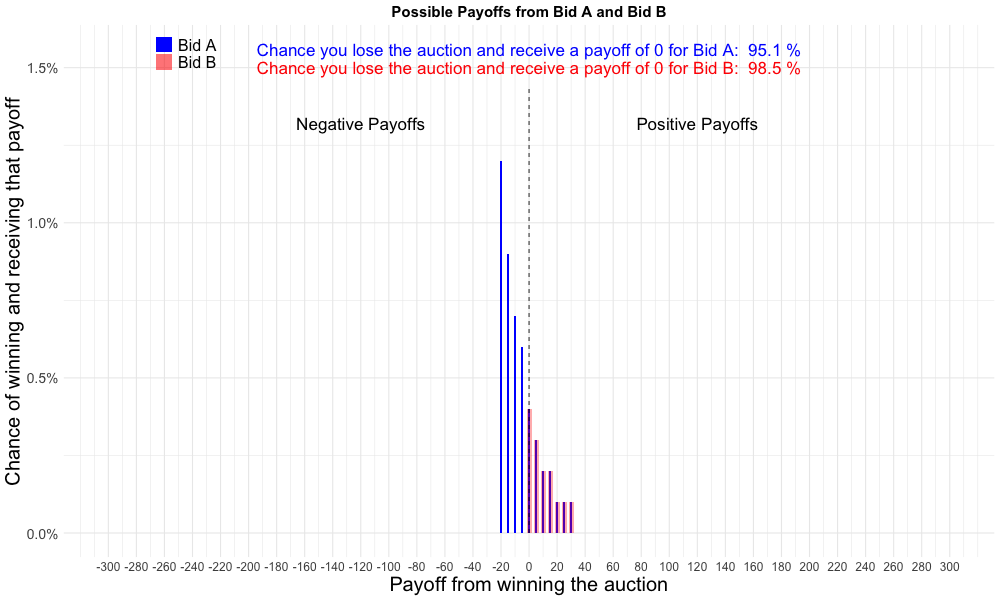 Possible Payoffs from Bid A and Bid B
Bid A
Bid B
Chance you lose the auction and receive a payoff of 0 for Bid A:  95.1 %
Chance you lose the auction and receive a payoff of 0 for Bid B:  98.5 %
Negative Payoffs
Positive Payoffs
Chance of winning and receiving that payoff
1.5%
1.0%
0.5%
0.0%
-300 -280 -260 -240 -220 -200 -180 -160 -140 -120 -100 -80 -60 -40 -20 0 20 40 60 80 100 120 140 160 180 200 220 240 260 280 300
Payoff from winning the auction